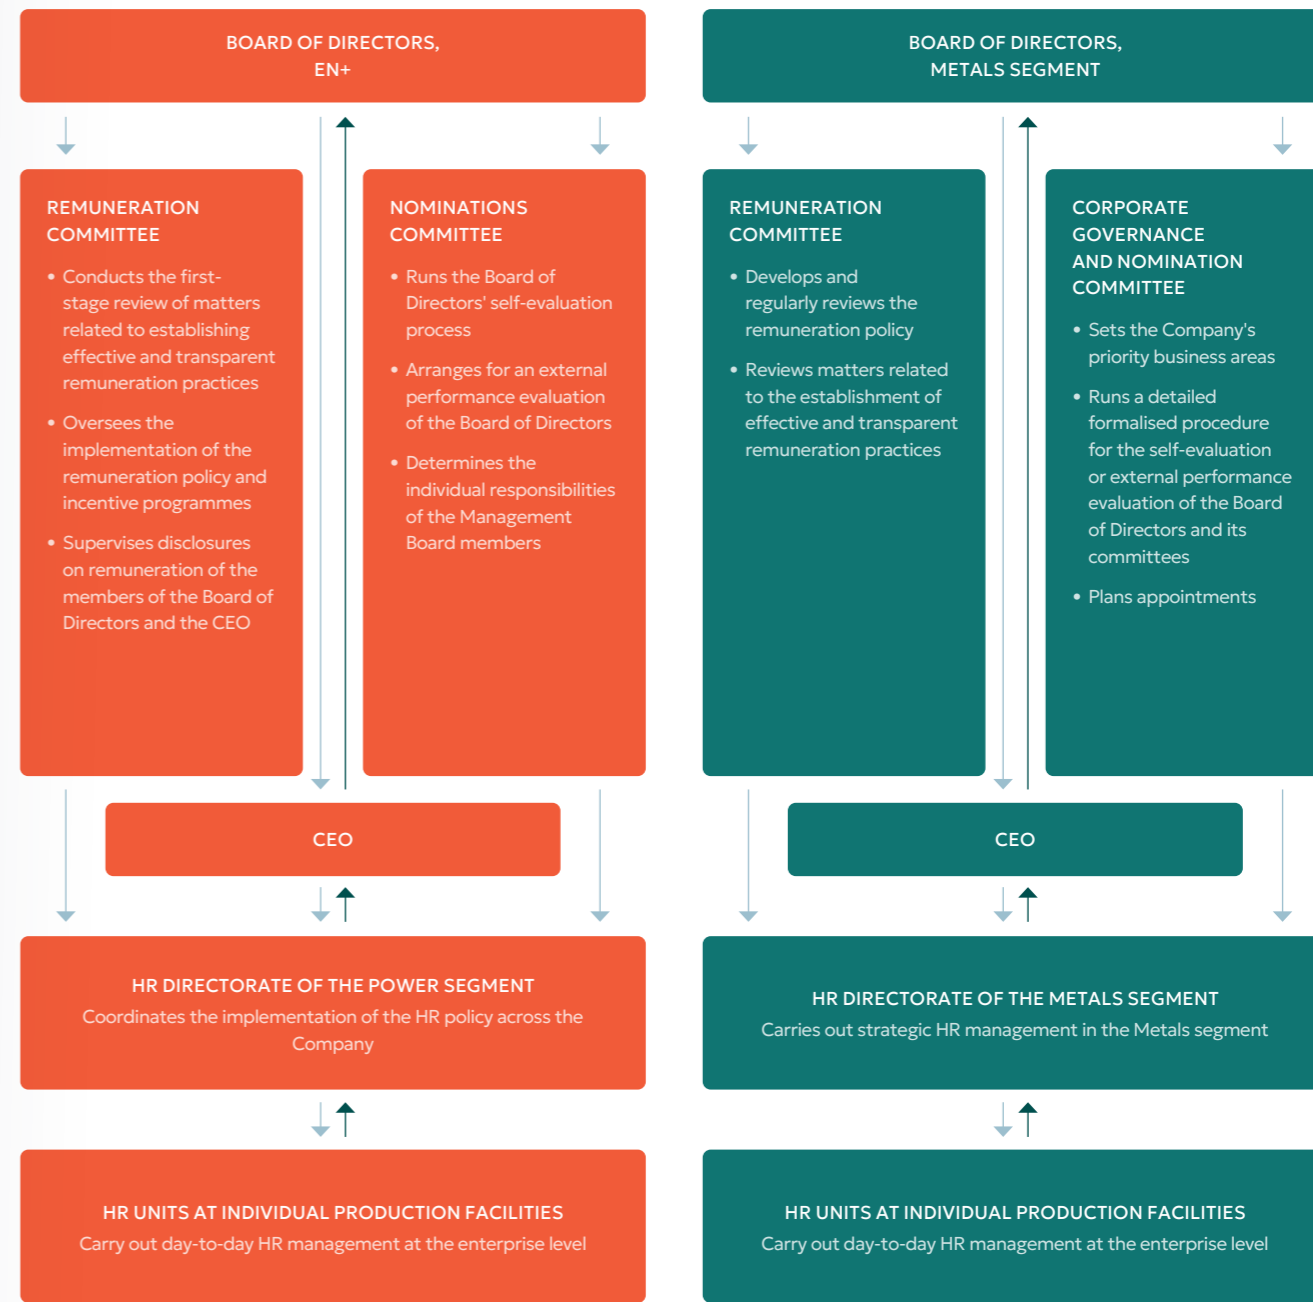 BOARD OF DIRECTORS,
EN+
REMUNERATION
COMMITTEE
• Conducts the first-
stage review of matters
related to establishing
effective and transparent
remuneration practices
• Oversees the
implementation of the
remuneration policy and
incentive programmes
• Supervises disclosures
on remuneration of the
members of the Board of
Directors and the CEO
NOMINATIONS
COMMITTEE
• Runs the Board of
Directors' self-evaluation
process
• Arranges for an external
performance evaluation
of the Board of Directors
• Determines the
individual responsibilities
of the Management
Board members
CEO
HR DIRECTORATE OF THE POWER SEGMENT
Coordinates the implementation of the HR policy across the
Company
HR UNITS AT INDIVIDUAL PRODUCTION FACILITIES
Carry out day-to-day HR management at the enterprise level
BOARD OF DIRECTORS,
METALS SEGMENT
REMUNERATION
COMMITTEE
• Develops and
regularly reviews the
remuneration policy
• Reviews matters related
to the establishment of
effective and transparent
remuneration practices
CORPORATE
GOVERNANCE
AND NOMINATION
COMMITTEE
• Sets the Company's
priority business areas
• Runs a detailed
formalised procedure
for the self-evaluation
or external performance
evaluation of the Board
of Directors and its
committees
• Plans appointments
CEO
HR DIRECTORATE OF THE METALS SEGMENT
Carries out strategic HR management in the Metals segment
HR UNITS AT INDIVIDUAL PRODUCTION FACILITIES
Carry out day-to-day HR management at the enterprise level